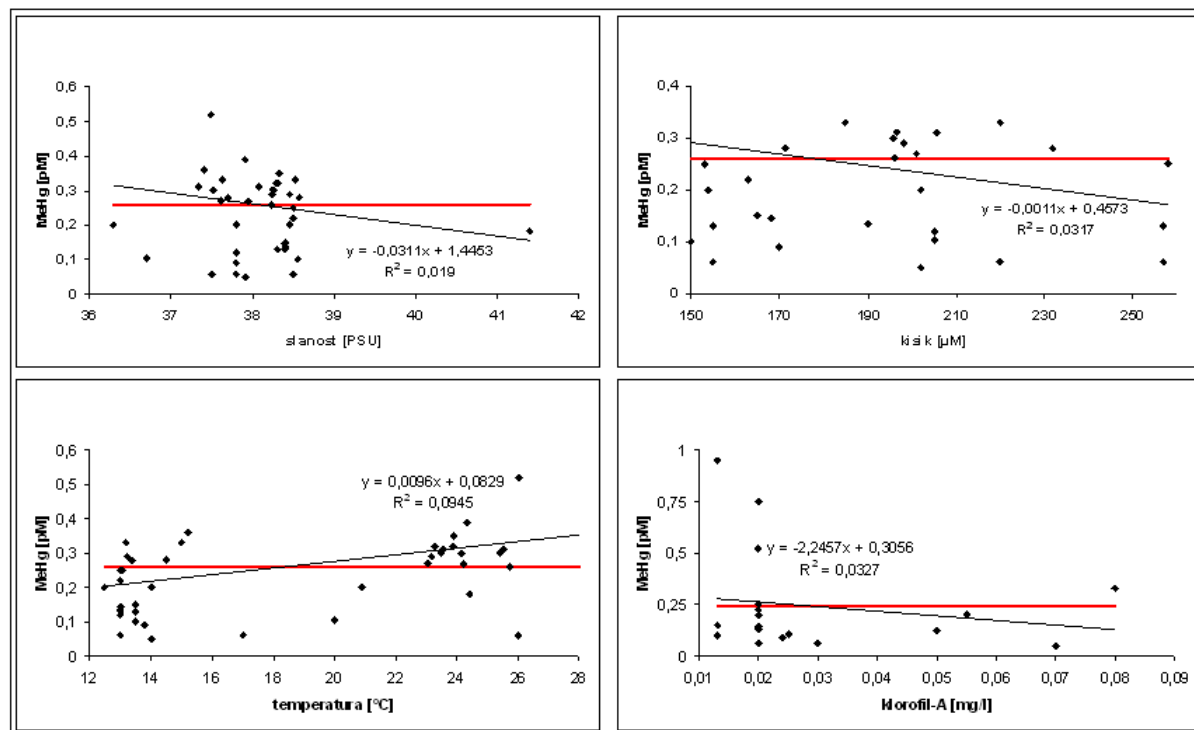 0,6
0,5
0,4
0,3
0,2
0,1
0
MeHg [pM]
y = -0,0311x + 1,4453
R² = 0,019
36 37 38 39 40 41 42
slanost [PSU]
0,4
0,3
0,2
0,1
0
MeHg [pM]
y = -0,0011x + 0,4573
R² = 0,0317
150 170 190 210 230 250
kisik [µM]
0,6
0,5
0,4
0,3
0,2
0,1
0
MeHg [pM]
y = 0,0096x + 0,0829
R² = 0,0945
12 14 16 18 20 22 24 26 28
temperatura [°C]
1
0,75
0,5
0,25
0
MeHg [pM]
y = -2,2457x + 0,3056
R² = 0,0327
0,01 0,02 0,03 0,04 0,05 0,06 0,07 0,08 0,09
klorofil-A [mg/l]